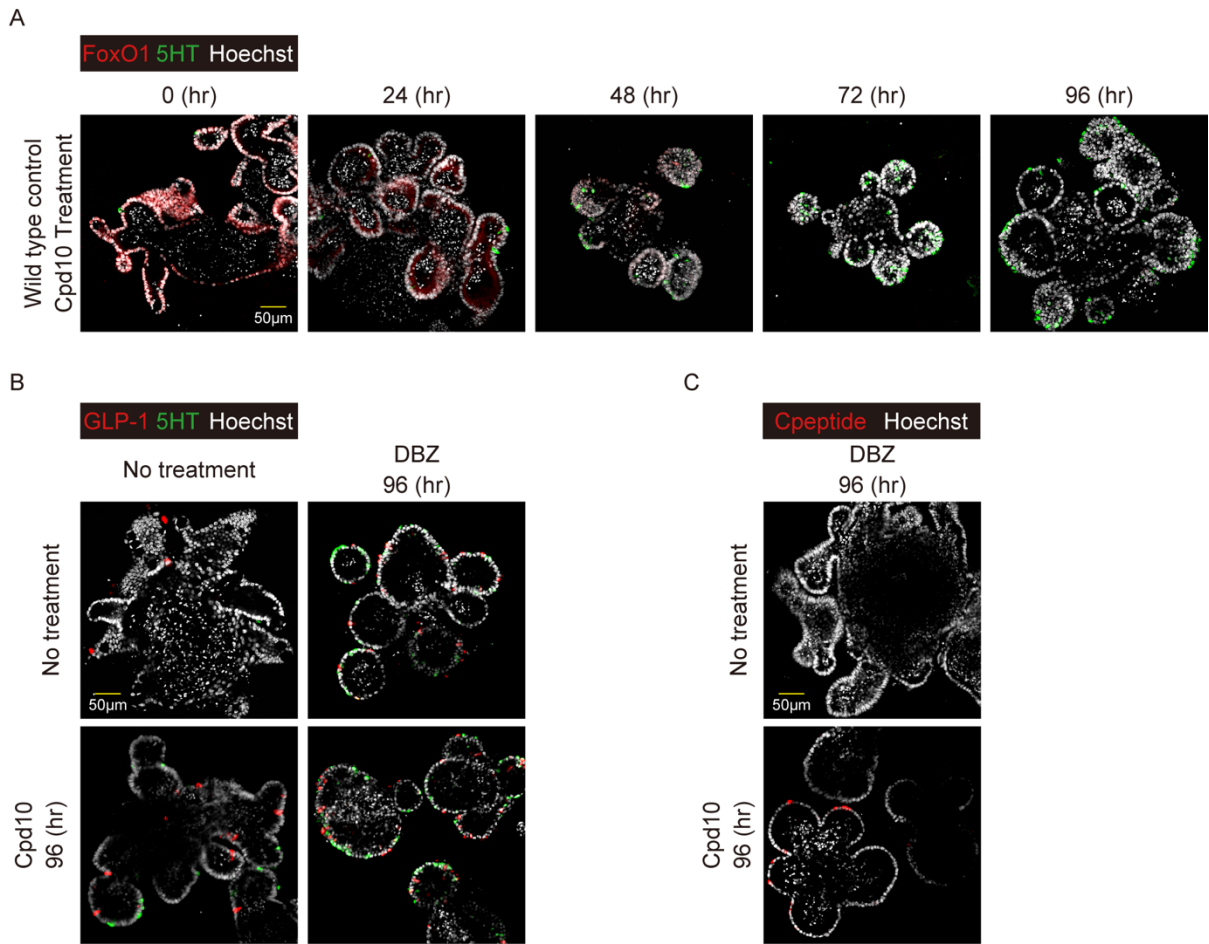 A
FoxO1 5HT Hoechst
0 (hr) 24 (hr) 48 (hr) 72 (hr) 96 (hr)
Wild type control
Cpd10 Treatment
50μm
B
GLP-1 5HT Hoechst
No treatment
DBZ
96 (hr)
No treatment
50μm
Cpd10
96 (hr)
C
Cpeptide Hoechst
DBZ
96 (hr)
No treatment
50μm
Cpd10
96 (hr)